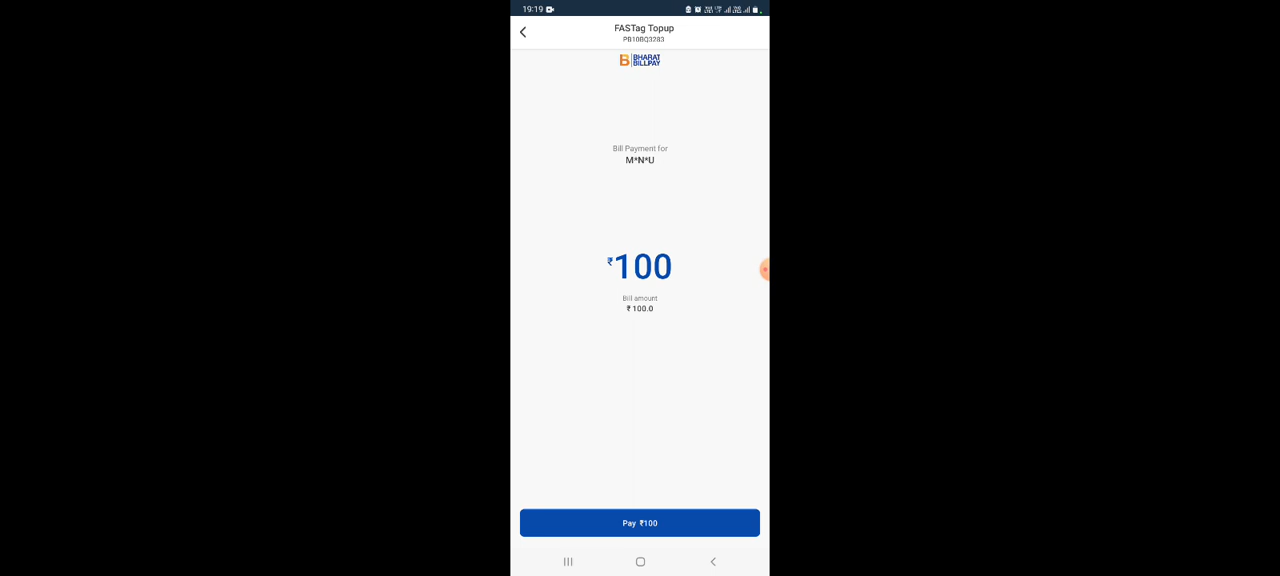 19:19
FASTag Topup
PB10BQ3283
B BHARAT
BILLPAY
Bill Payment for
M*N*U
₹100
Bill amount
₹ 100.0
Pay ₹100